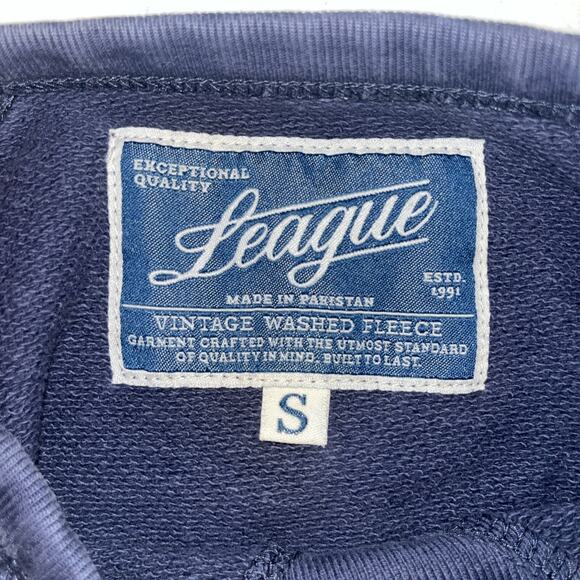 EXCEPTIONAL
QUALITY
League
ESTD.
1991
MADE IN PAKISTAN
VINTAGE WASHED FLEECE
GARMENT CRAFTED WITH THE UTMOST STANDARD
OF QUALITY IN MIND. BUILT TO LAST.
S